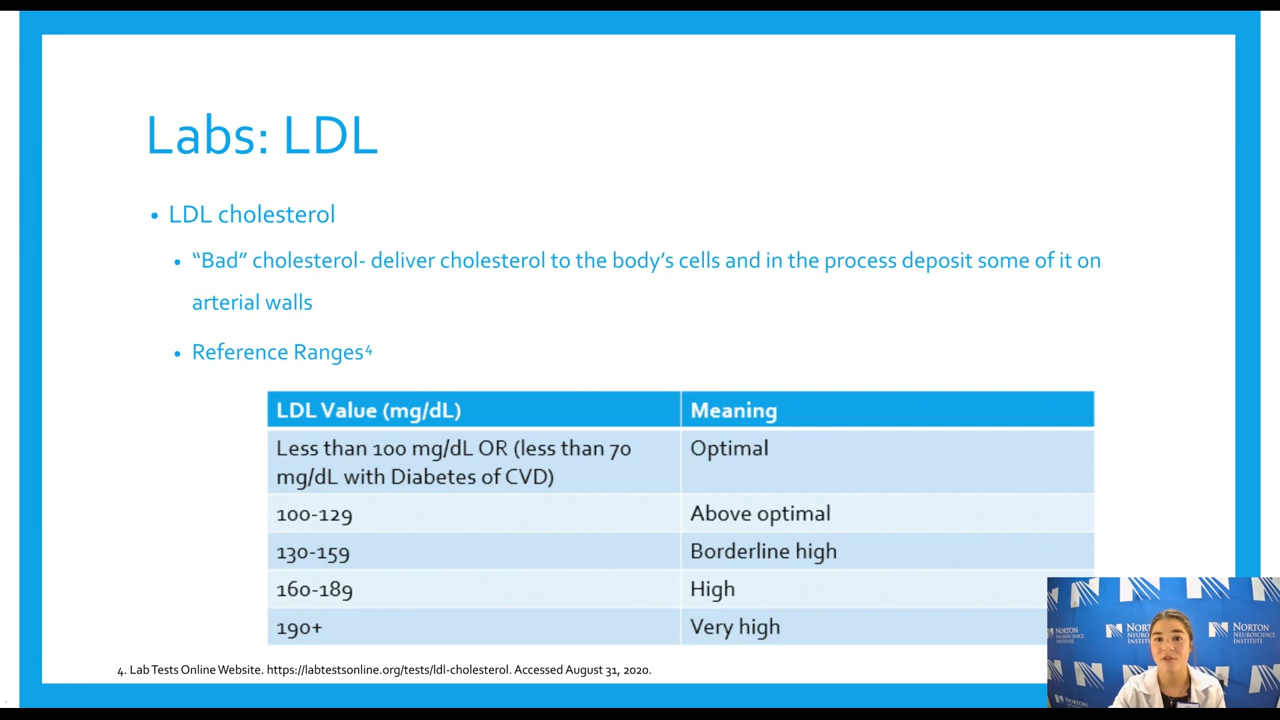 Labs: LDL
• LDL cholesterol
• “Bad” cholesterol- deliver cholesterol to the body’s cells and in the process deposit some of it on
arterial walls
• Reference Ranges⁴
LDL Value (mg/dL) Meaning
Less than 100 mg/dL OR (less than 70
mg/dL with Diabetes of CVD)
Optimal
100-129 Above optimal
130-159 Borderline high
160-189 High
190+ Very high
4. Lab Tests Online Website. https://labtestsonline.org/tests/ldl-cholesterol. Accessed August 31, 2020.
NORTON
NEUROSCIENCE
INSTITUTE